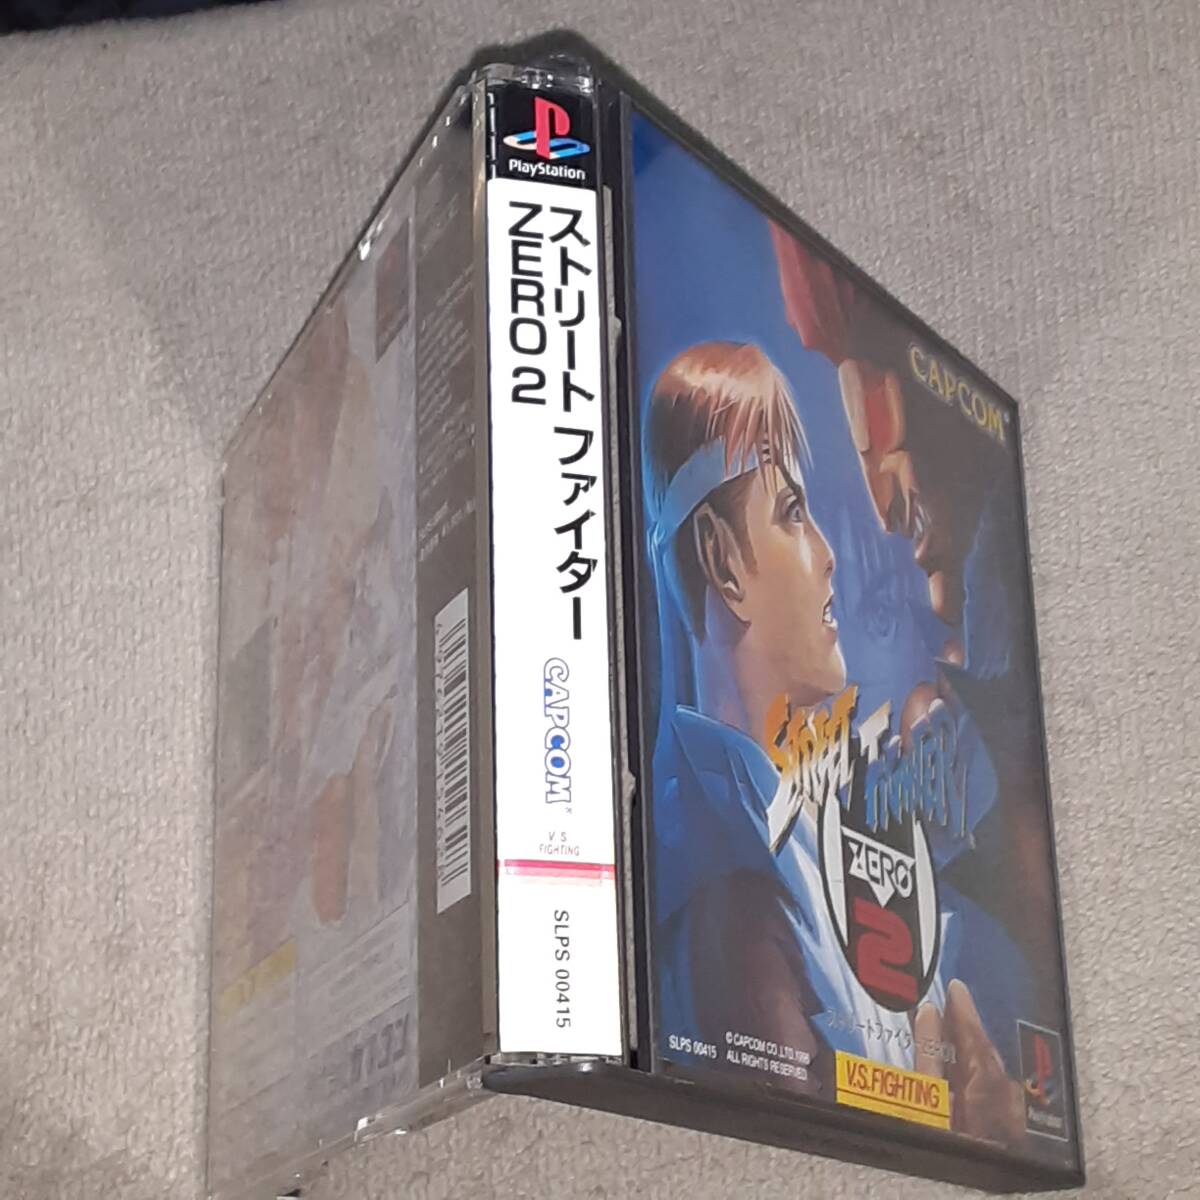 PlayStation
ストリート ファイター
ZERO 2
CAPCOM
V.S.
FIGHTING
SLPS 00415
CAPCOM
STREET FIGHTER
ZERO
2
ストリートファイターZERO2
SLPS 00415
© CAPCOM CO.,LTD. 1996
ALL RIGHTS RESERVED
V.S.FIGHTING
PlayStation